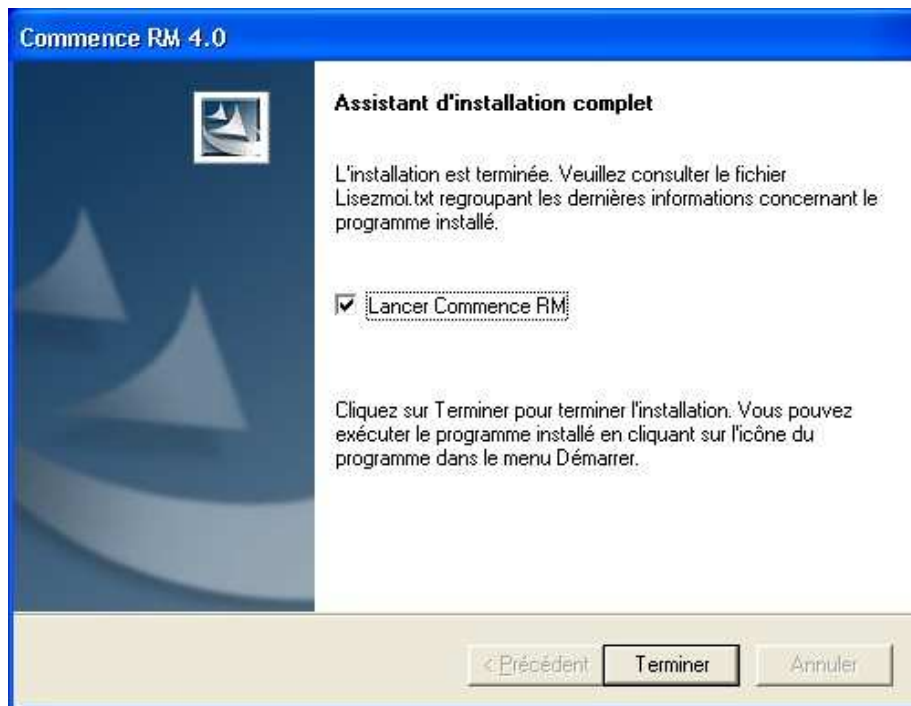 Commence RM 4.0
Assistant d'installation complet
L'installation est terminée. Veuillez consulter le fichier
Lisezmoi.txt regroupant les dernières informations concernant le
programme installé.
Lancer Commence RM
Cliquez sur Terminer pour terminer l'installation. Vous pouvez
exécuter le programme installé en cliquant sur l'icône du
programme dans le menu Démarrer.
< Précédent Terminer Annuler